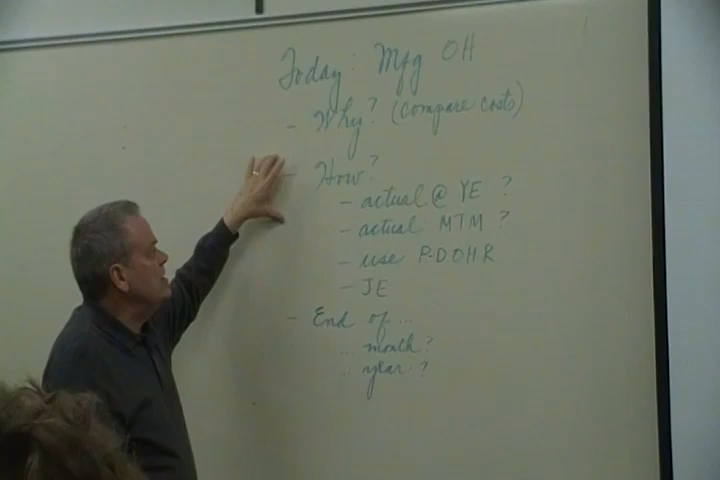 Today: Mfg OH
- Why? (compare costs)
- How?
- actual @ YE ?
- actual MTM ?
- use P-DOHR
- JE
- End of ...
... month?
.. year ?